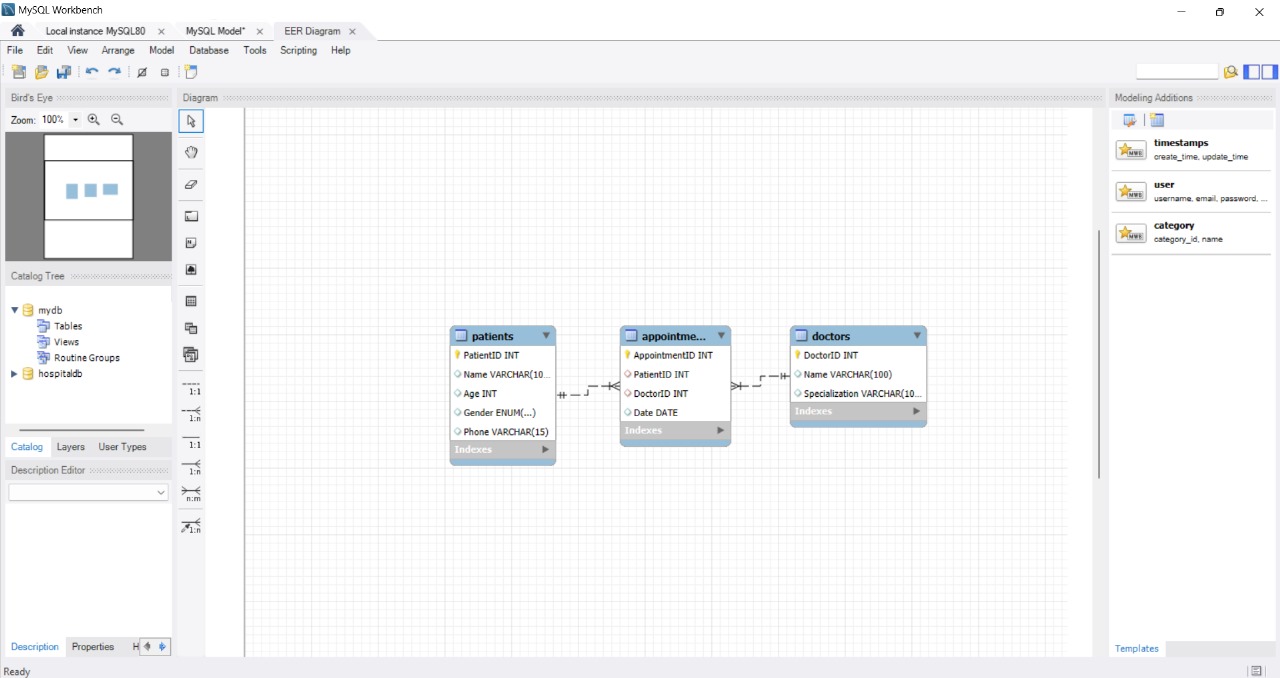 MySQL Workbench
Local instance MySQL80
MySQL Model*
EER Diagram
File Edit View Arrange Model Database Tools Scripting Help
Bird's Eye
Zoom: 100%
Catalog Tree
mydb
Tables
Views
Routine Groups
hospitaldb
Catalog Layers User Types
Description Editor
Description Properties H
Ready
Diagram
1:1
1:n
1:1
1:n
n:m
1:n
patients
PatientID INT
Name VARCHAR(10...
Age INT
Gender ENUM(...)
Phone VARCHAR(15)
Indexes
appointme...
AppointmentID INT
PatientID INT
DoctorID INT
Date DATE
Indexes
doctors
DoctorID INT
Name VARCHAR(100)
Specialization VARCHAR(10...
Indexes
Modeling Additions
timestamps
create_time, update_time
user
username, email, password, ...
category
category_id, name
Templates